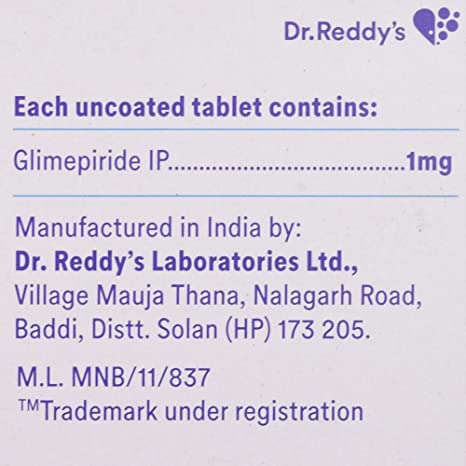 Dr.Reddy's
Each uncoated tablet contains:
Glimepiride IP......................................1mg
Manufactured in India by:
Dr. Reddy's Laboratories Ltd.,
Village Mauja Thana, Nalagarh Road,
Baddi, Distt. Solan (HP) 173 205.
M.L. MNB/11/837
™Trademark under registration